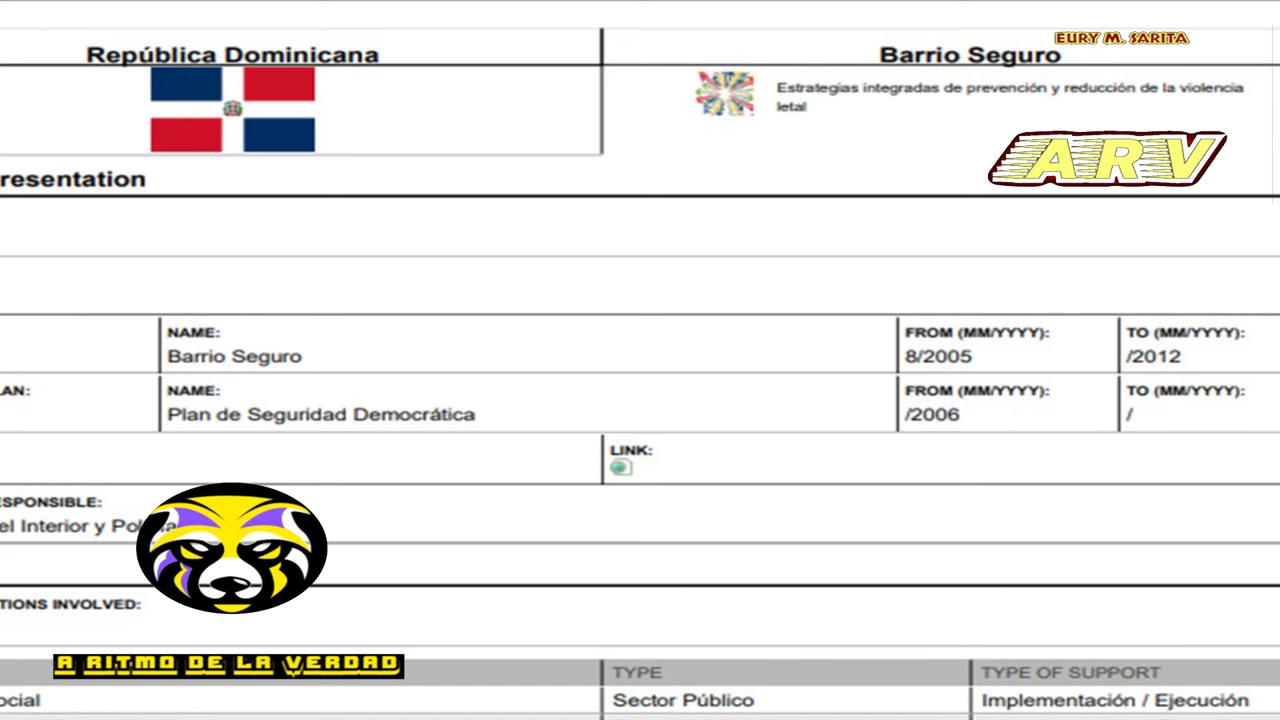 EURY M. SARITA
República Dominicana
Barrio Seguro
Estrategias integradas de prevención y reducción de la violencia
letal
ARV
resentation
NAME:
FROM (MM/YYYY):
TO (MM/YYYY):
Barrio Seguro
8/2005
/2012
LAN:
NAME:
FROM (MM/YYYY):
TO (MM/YYYY):
Plan de Seguridad Democrática
/2006
/
LINK:
ESPONSIBLE:
el Interior y Pol ia
TIONS INVOLVED:
A RITMO DE LA VERDAD
TYPE
TYPE OF SUPPORT
ocial
Sector Público
Implementación / Ejecución